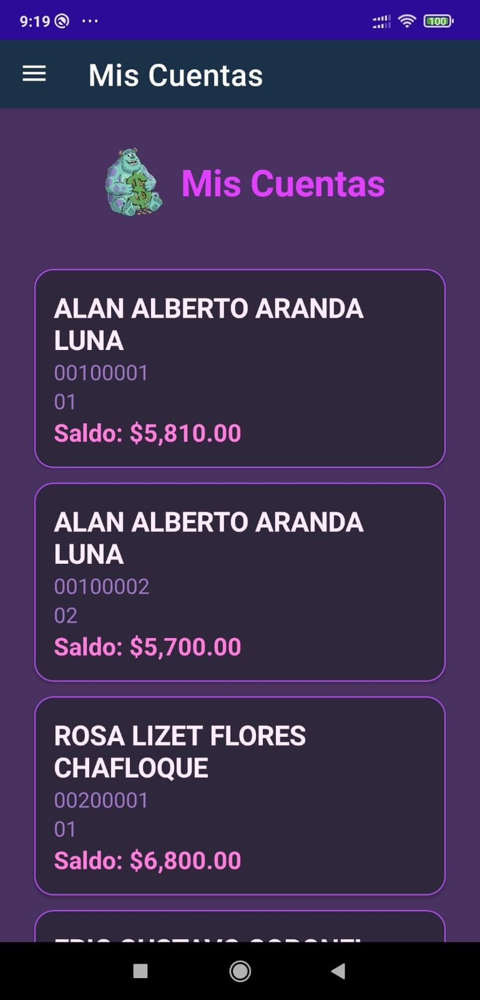 9:19
100
Mis Cuentas
Mis Cuentas
ALAN ALBERTO ARANDA
LUNA
00100001
01
Saldo: $5,810.00
ALAN ALBERTO ARANDA
LUNA
00100002
02
Saldo: $5,700.00
ROSA LIZET FLORES
CHAFLOQUE
00200001
01
Saldo: $6,800.00